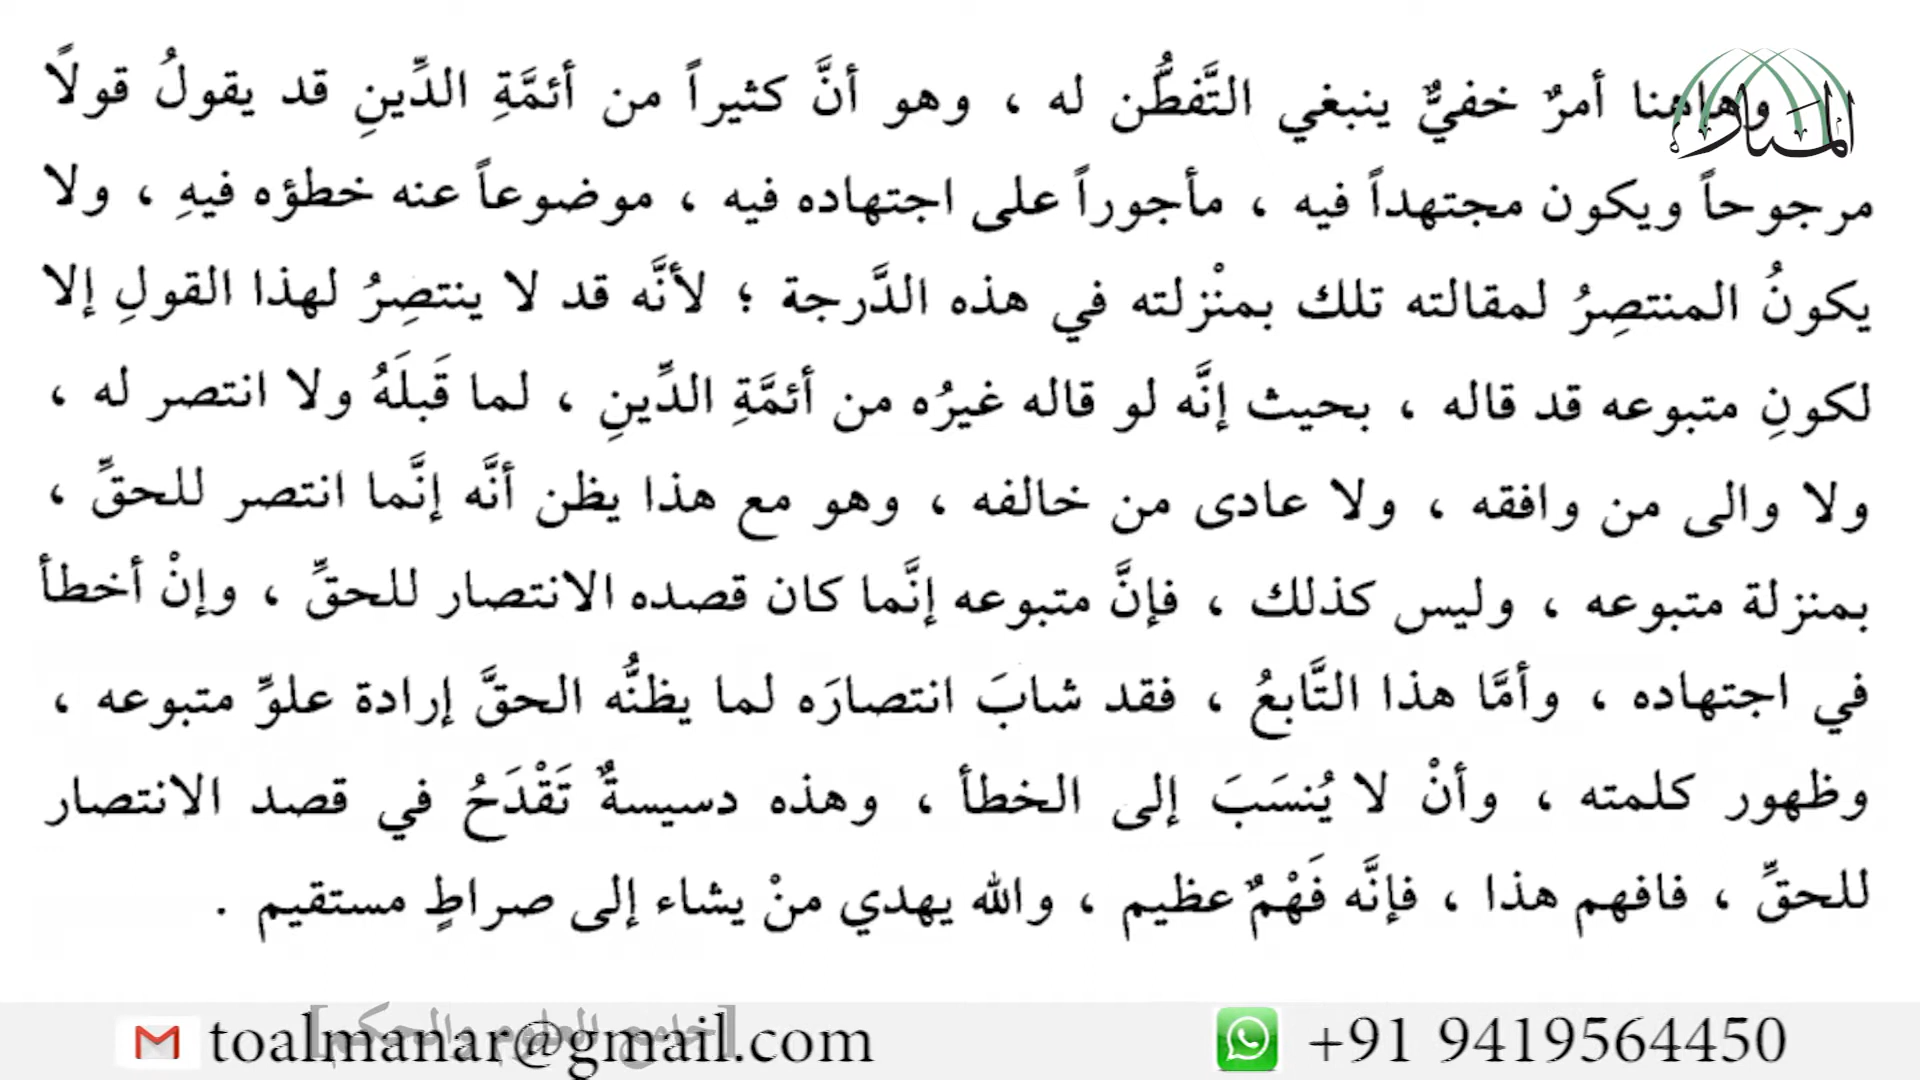 وهاهنا أمرٌ خفيٌّ ينبغي التَّفطُّن له ، وهو أنَّ كثيراً من أئمَّةِ الدِّينِ قد يقولُ قولًا
مرجوحاً ويكون مجتهداً فيه ، مأجوراً على اجتهاده فيه ، موضوعاً عنه خطؤه فيهِ ، ولا
يكونُ المنتصِرُ لمقالته تلك بمنْزلته في هذه الدَّرجة ؛ لأنَّه قد لا ينتصِرُ لهذا القولِ إلا
لكونِ متبوعه قد قاله ، بحيث إنَّه لو قاله غيرُه من أئمَّةِ الدِّينِ ، لما قَبلَهُ ولا انتصر له ،
ولا والى من وافقه ، ولا عادى من خالفه ، وهو مع هذا يظن أنَّه إنَّما انتصر للحقِّ ،
بمنزلة متبوعه ، وليس كذلك ، فإنَّ متبوعه إنَّما كان قصده الانتصار للحقِّ ، وإنْ أخطأ
في اجتهاده ، وأمَّا هذا التَّابعُ ، فقد شابَ انتصارَه لما يظنُّه الحقَّ إرادة علوِّ متبوعه ،
وظهور كلمته ، وأنْ لا يُنسَبَ إلى الخطأ ، وهذه دسيسةٌ تَقْدَحُ في قصد الانتصار
للحقِّ ، فافهم هذا ، فإنَّه فَهْمٌ عظيم ، والله يهدي منْ يشاء إلى صراطٍ مستقيم .
المنار
[جامع العلوم والحكم]
toalmanar@gmail.com
+91 9419564450